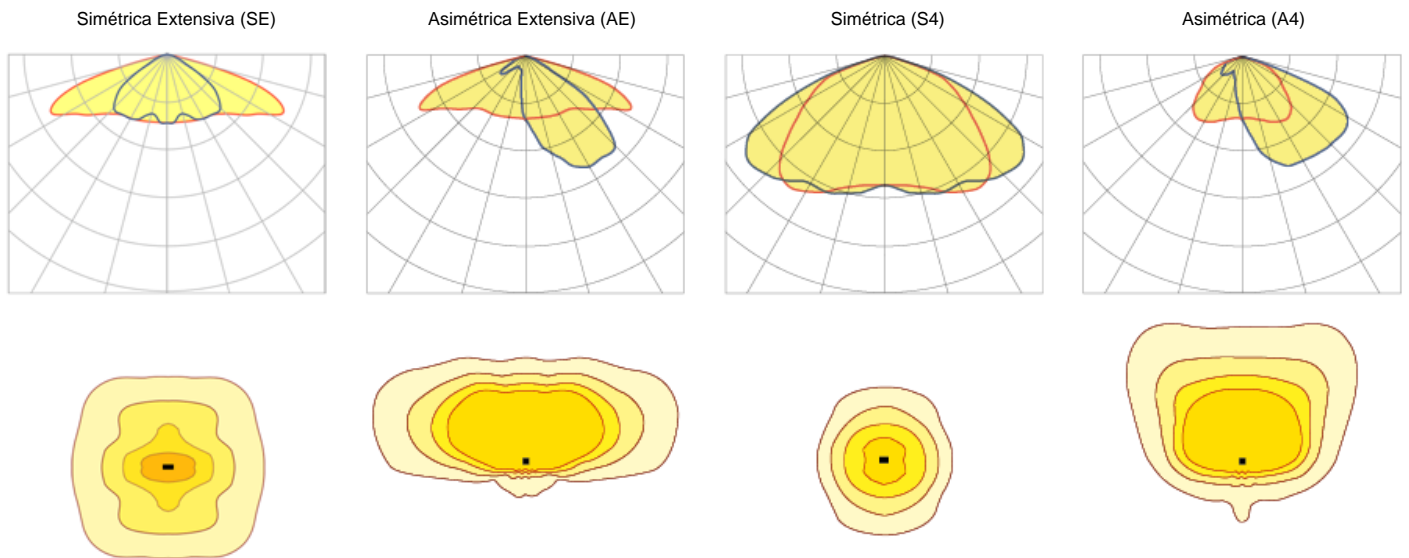 Simétrica Extensiva (SE)
Asimétrica Extensiva (AE)
Simétrica (S4)
Asimétrica (A4)